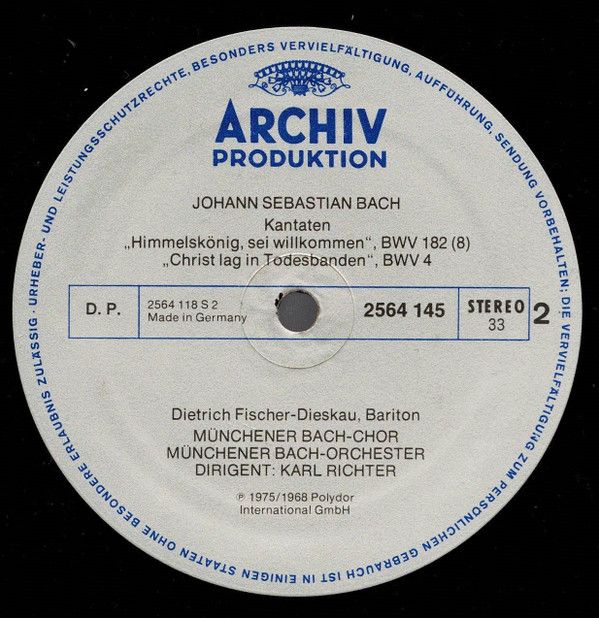 URHEBER- UND LEISTUNGSSCHUTZRECHTE, BESONDERS VERVIELFÄLTIGUNG, AUFFÜHRUNG, SENDUNG VORBEHALTEN; DIE VERVIELFÄLTIGUNG ZUM PERSÖNLICHEN GEBRAUCH IST IN EINIGEN STAATEN OHNE BESONDERE ERLAUBNIS ZULÄSSIG ·
ARCHIV
PRODUKTION
JOHANN SEBASTIAN BACH
Kantaten
„Himmelskönig, sei willkommen“, BWV 182 (8)
„Christ lag in Todesbanden“, BWV 4
D. P.
2564 118 S 2
Made in Germany
2564 145
STEREO
33
2
Dietrich Fischer-Dieskau, Bariton
MÜNCHENER BACH-CHOR
MÜNCHENER BACH-ORCHESTER
DIRIGENT: KARL RICHTER
℗ 1975/1968 Polydor
International GmbH